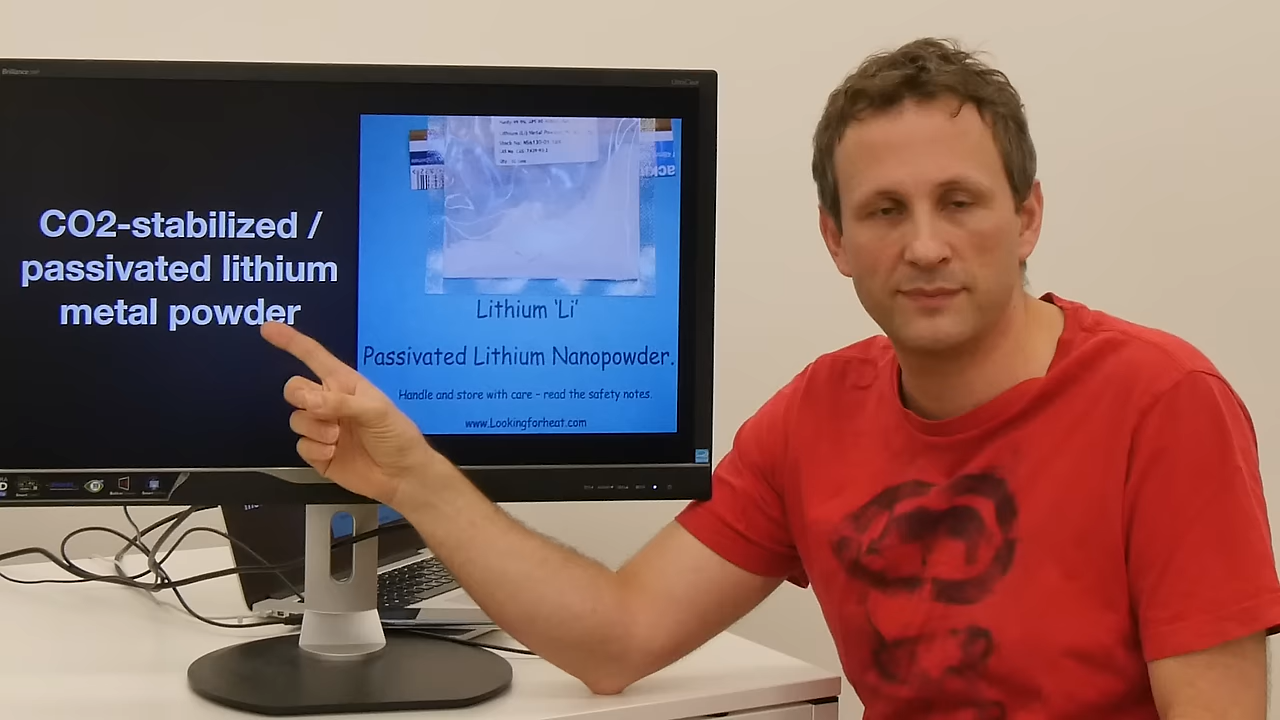 Brilliance
CO2-stabilized /
passivated lithium
metal powder
Lithium 'Li'
Passivated Lithium Nanopowder.
Handle and store with care – read the safety notes.
www.Lookingforheat.com